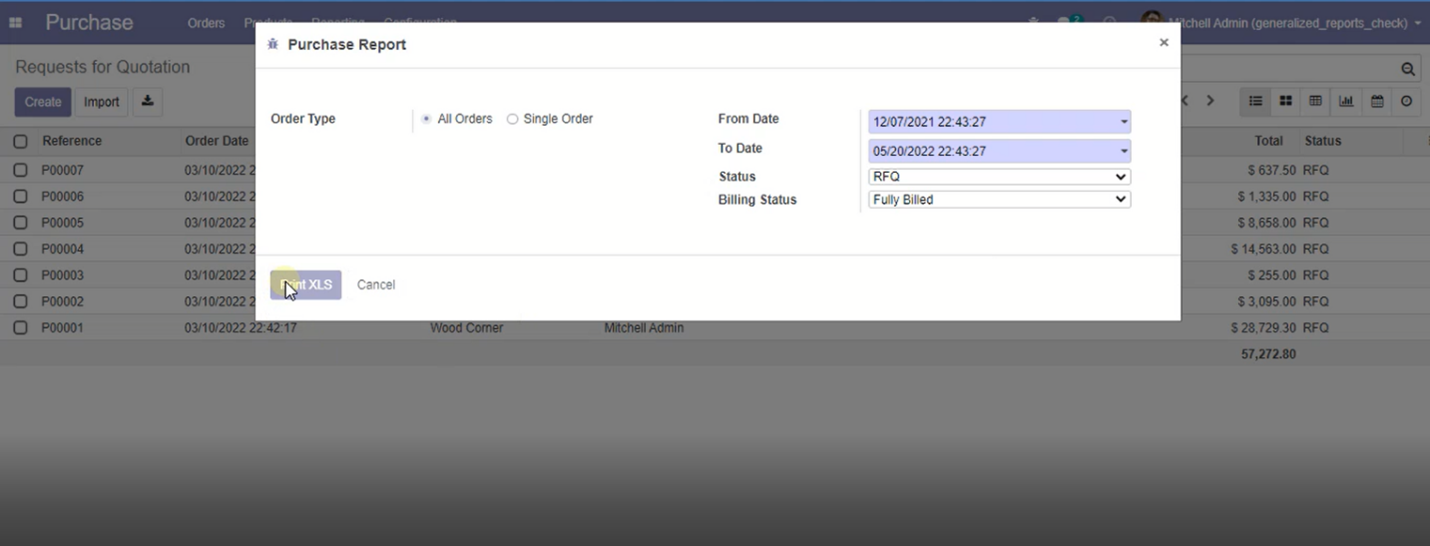 Purchase Orders Products Reporting Configuration 2 Mitchell Admin (generalized_reports_check)
Purchase Report ×
Requests for Quotation
Create Import
Order Type All Orders Single Order From Date 12/07/2021 22:43:27
To Date 05/20/2022 22:43:27
Status RFQ
Billing Status Fully Billed
Print XLS Cancel
Reference Order Date Total Status
P00007 03/10/2022 2 $ 637.50 RFQ
P00006 03/10/2022 2 $ 1,335.00 RFQ
P00005 03/10/2022 2 $ 8,658.00 RFQ
P00004 03/10/2022 2 $ 14,563.00 RFQ
P00003 03/10/2022 2 $ 255.00 RFQ
P00002 03/10/2022 2 $ 3,095.00 RFQ
P00001 03/10/2022 22:42:17 Wood Corner Mitchell Admin $ 28,729.30 RFQ
57,272.80